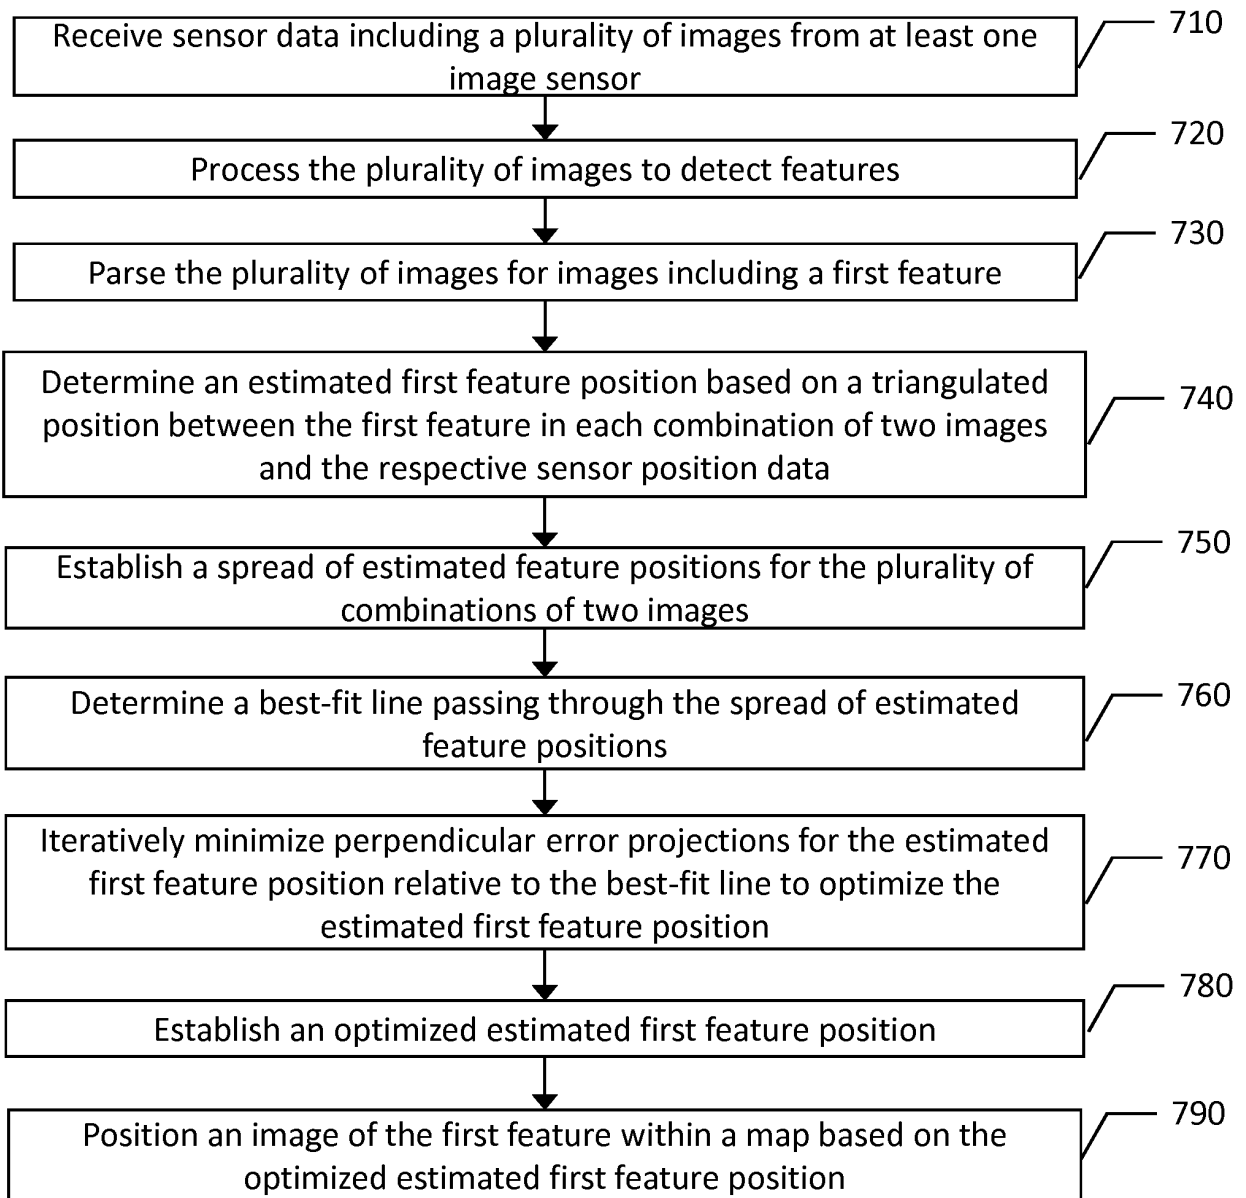 Receive sensor data including a plurality of images from at least one
image sensor
710
Process the plurality of images to detect features
720
Parse the plurality of images for images including a first feature
730
Determine an estimated first feature position based on a triangulated
position between the first feature in each combination of two images
and the respective sensor position data
740
Establish a spread of estimated feature positions for the plurality of
combinations of two images
750
Determine a best-fit line passing through the spread of estimated
feature positions
760
Iteratively minimize perpendicular error projections for the estimated
first feature position relative to the best-fit line to optimize the
estimated first feature position
770
Establish an optimized estimated first feature position
780
Position an image of the first feature within a map based on the
optimized estimated first feature position
790